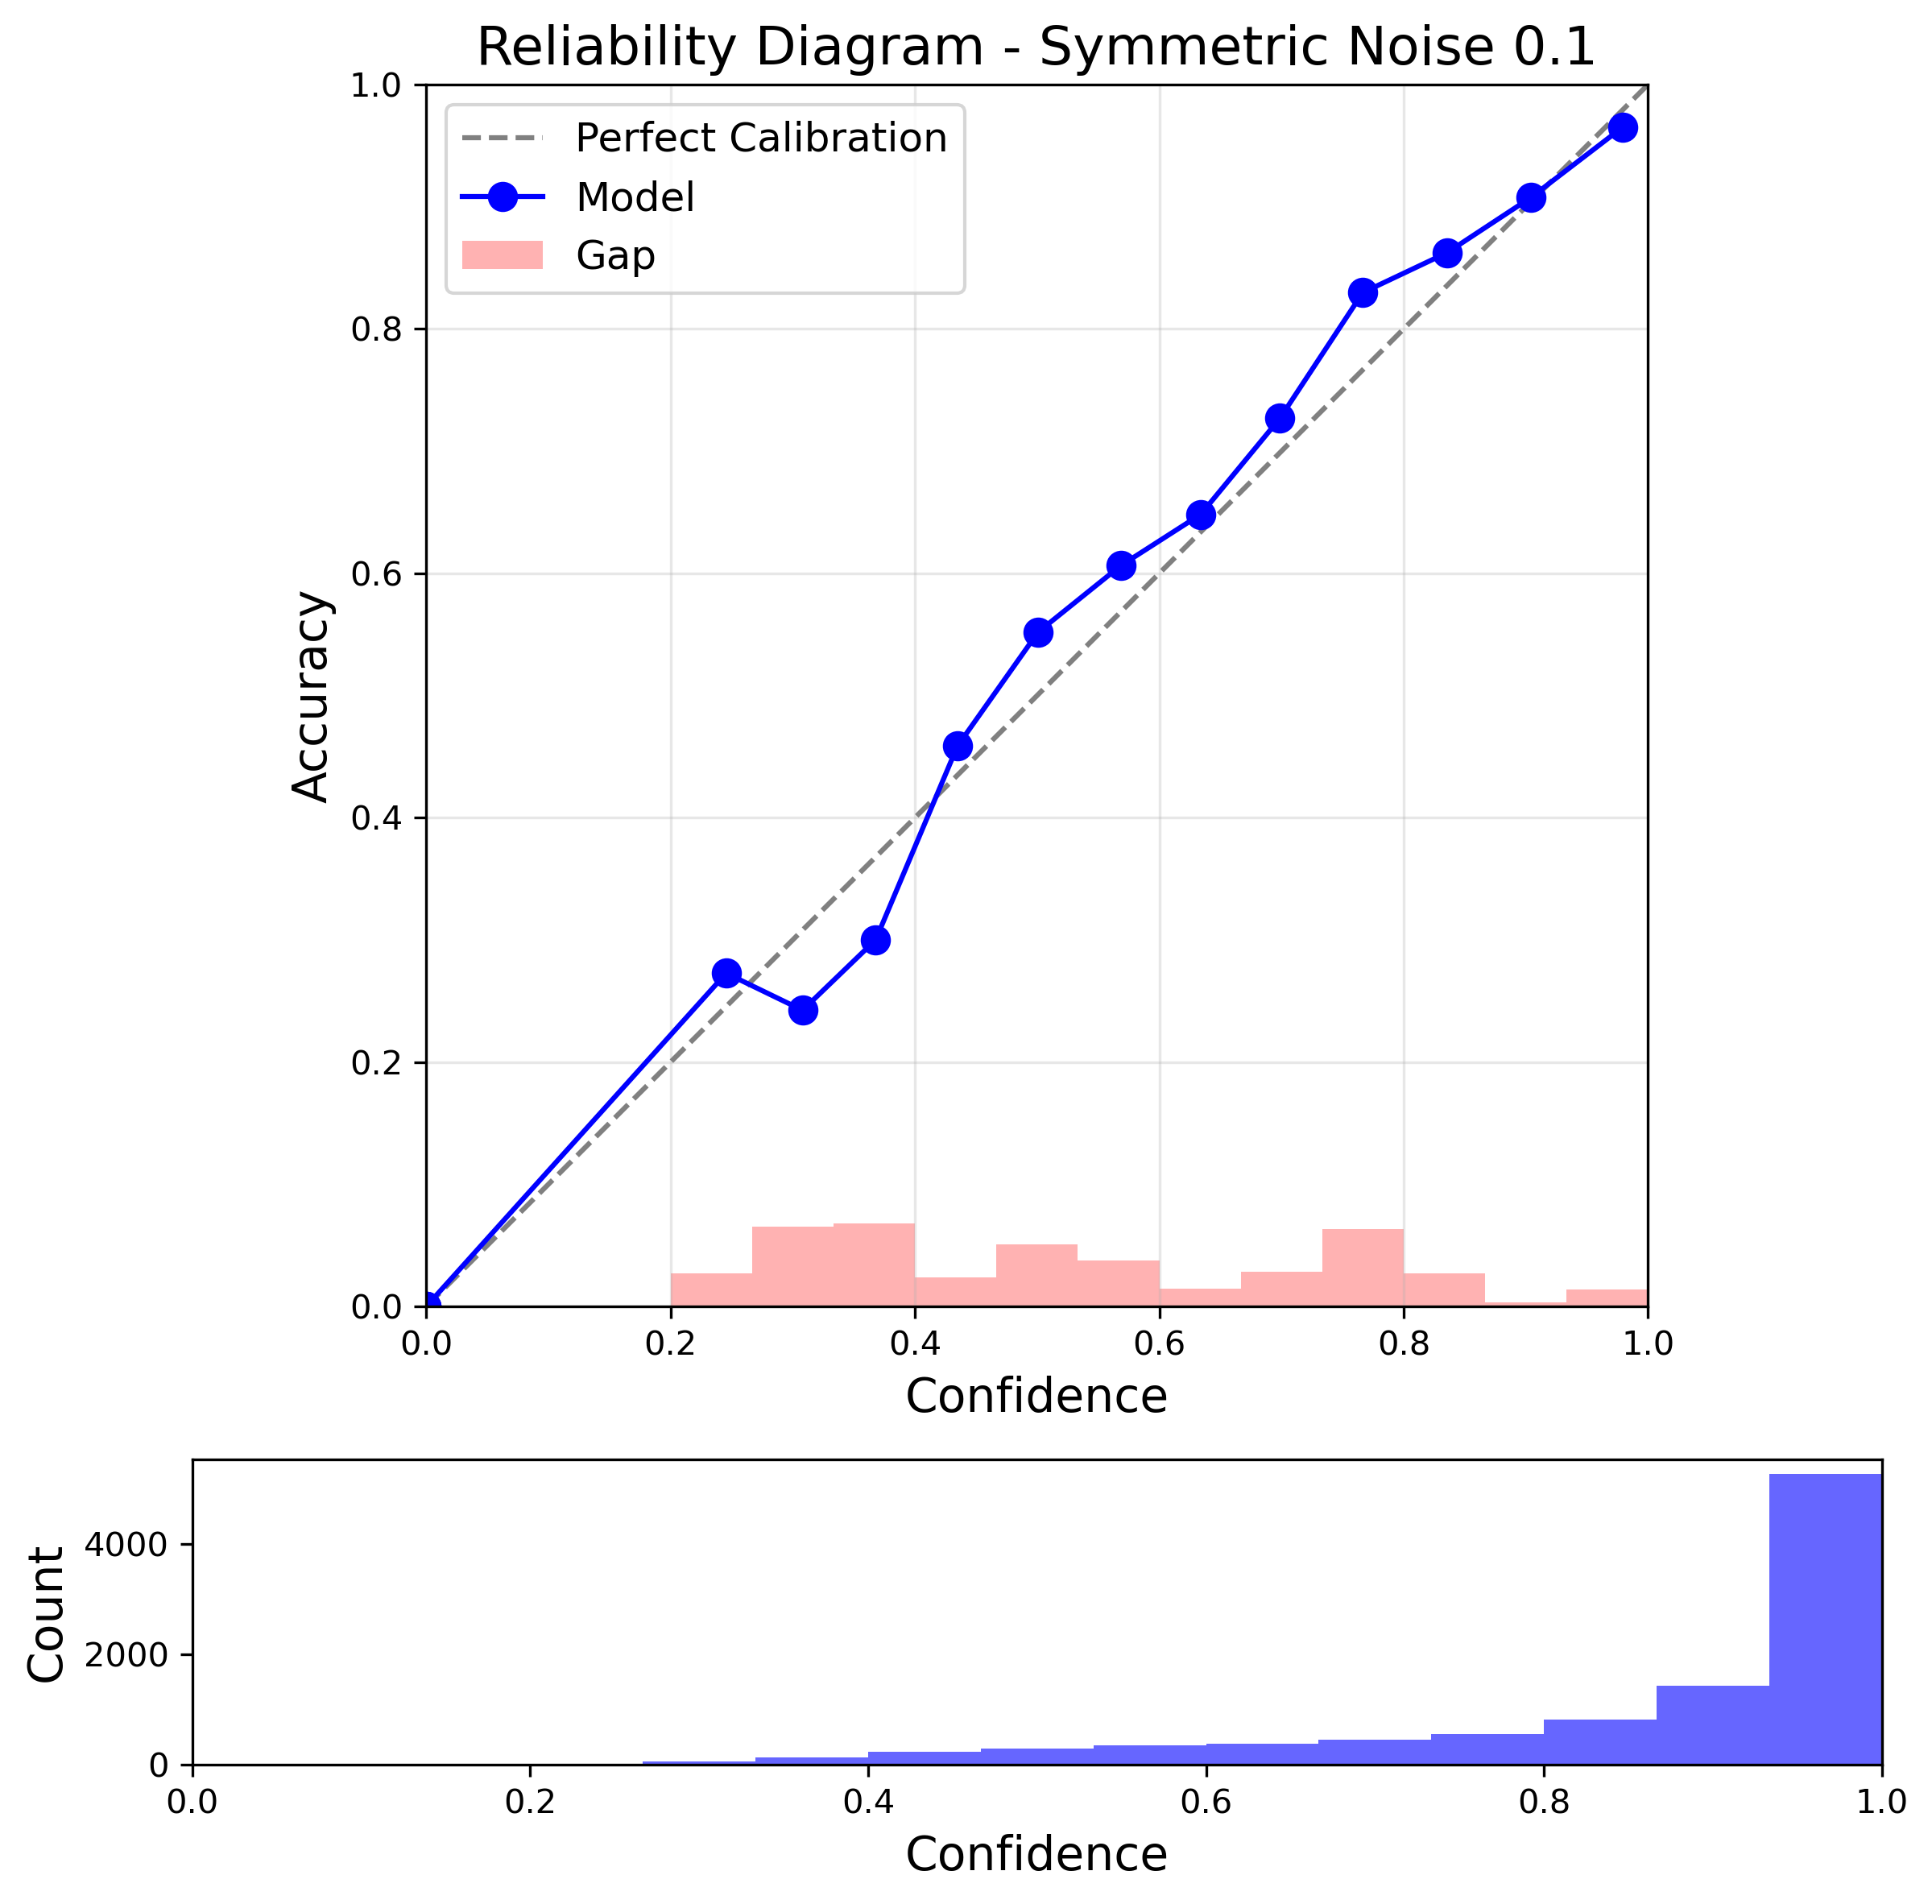 Reliability Diagram - Symmetric Noise 0.1
Perfect Calibration
Model
Gap
Accuracy
1.0
0.8
0.6
0.4
0.2
0.0
0.0 0.2 0.4 0.6 0.8 1.0
Confidence
Count
4000
2000
0
0.0 0.2 0.4 0.6 0.8 1.0
Confidence